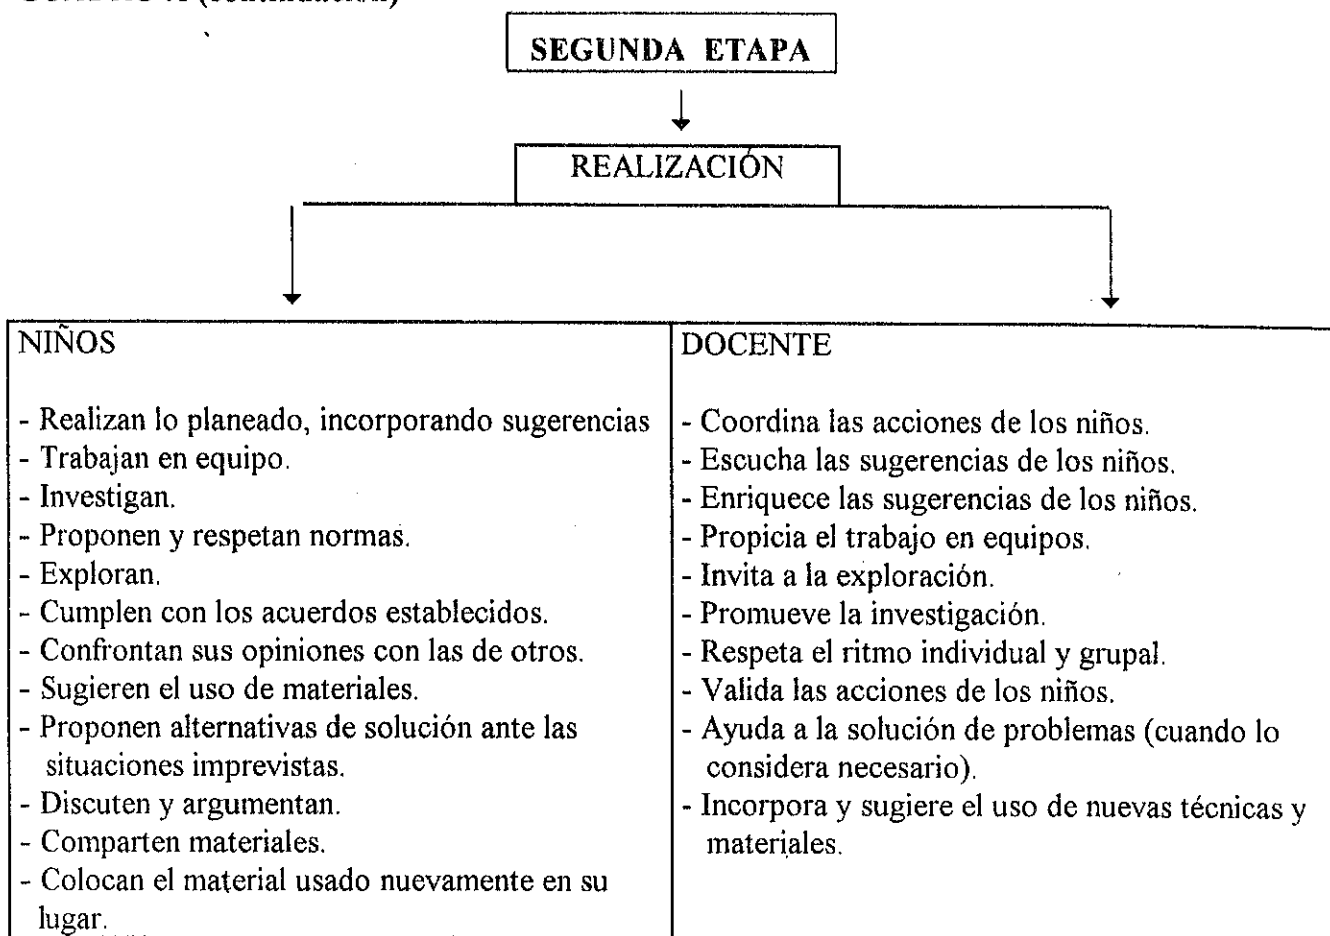 (continuación)
SEGUNDA ETAPA
REALIZACIÓN
NIÑOS
- Realizan lo planeado, incorporando sugerencias
- Trabajan en equipo.
- Investigan.
- Proponen y respetan normas.
- Exploran.
- Cumplen con los acuerdos establecidos.
- Confrontan sus opiniones con las de otros.
- Sugieren el uso de materiales.
- Proponen alternativas de solución ante las
situaciones imprevistas.
- Discuten y argumentan.
- Comparten materiales.
- Colocan el material usado nuevamente en su
lugar.
DOCENTE
- Coordina las acciones de los niños.
- Escucha las sugerencias de los niños.
- Enriquece las sugerencias de los niños.
- Propicia el trabajo en equipos.
- Invita a la exploración.
- Promueve la investigación.
- Respeta el ritmo individual y grupal.
- Valida las acciones de los niños.
- Ayuda a la solución de problemas (cuando lo
considera necesario).
- Incorpora y sugiere el uso de nuevas técnicas y
materiales.